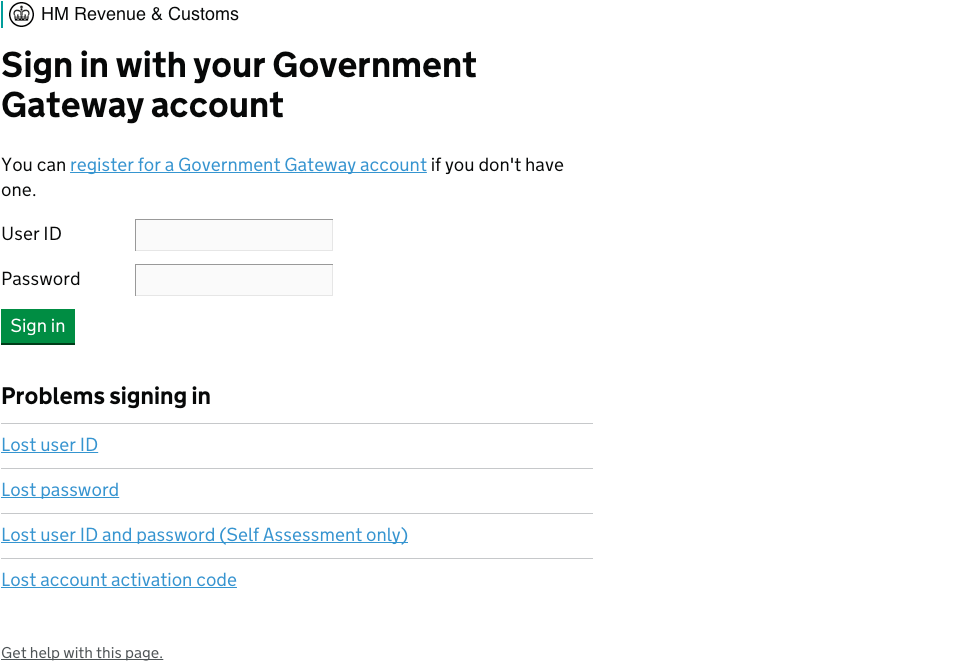 HM Revenue & Customs
Sign in with your Government
Gateway account
You can register for a Government Gateway account if you don't have
one.
User ID
Password
Sign in
Problems signing in
Lost user ID
Lost password
Lost user ID and password (Self Assessment only)
Lost account activation code
Get help with this page.